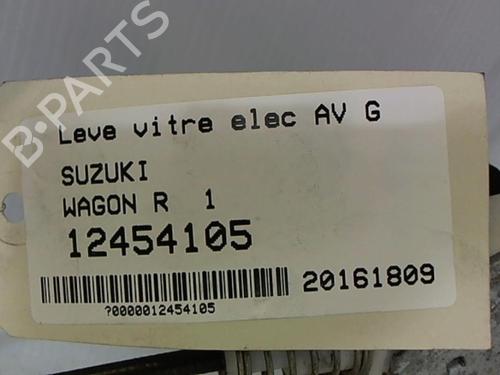 B-PARTS
Leve vitre elec AV G
SUZUKI
WAGON R 1
12454105
20161809
?0000012454105